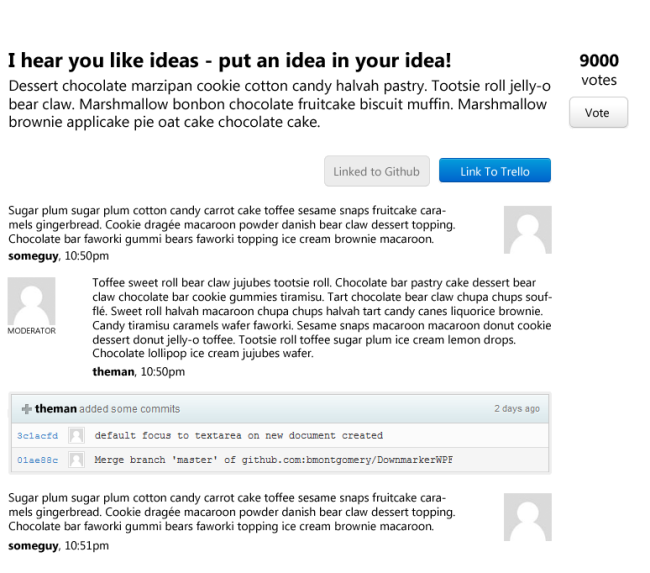 I hear you like ideas - put an idea in your idea!
9000
votes
Vote
Dessert chocolate marzipan cookie cotton candy halvah pastry. Tootsie roll jelly-o
bear claw. Marshmallow bonbon chocolate fruitcake biscuit muffin. Marshmallow
brownie applicake pie oat cake chocolate cake.
Linked to Github
Link To Trello
Sugar plum sugar plum cotton candy carrot cake toffee sesame snaps fruitcake cara-
mels gingerbread. Cookie dragée macaroon powder danish bear claw dessert topping.
Chocolate bar faworki gummi bears faworki topping ice cream brownie macaroon.
someguy, 10:50pm
MODERATOR
Toffee sweet roll bear claw jujubes tootsie roll. Chocolate bar pastry cake dessert bear
claw chocolate bar cookie gummies tiramisu. Tart chocolate bear claw chupa chups souf-
flé. Sweet roll halvah macaroon chupa chups halvah tart candy canes liquorice brownie.
Candy tiramisu caramels wafer faworki. Sesame snaps macaroon macaroon donut cookie
dessert donut jelly-o toffee. Tootsie roll toffee sugar plum ice cream lemon drops.
Chocolate lollipop ice cream jujubes wafer.
theman, 10:50pm
theman added some commits
2 days ago
3c1acfd default focus to textarea on new document created
01ae88c Merge branch 'master' of github.com:bmontgomery/DownmarkerWPF
Sugar plum sugar plum cotton candy carrot cake toffee sesame snaps fruitcake cara-
mels gingerbread. Cookie dragée macaroon powder danish bear claw dessert topping.
Chocolate bar faworki gummi bears faworki topping ice cream brownie macaroon.
someguy, 10:51pm